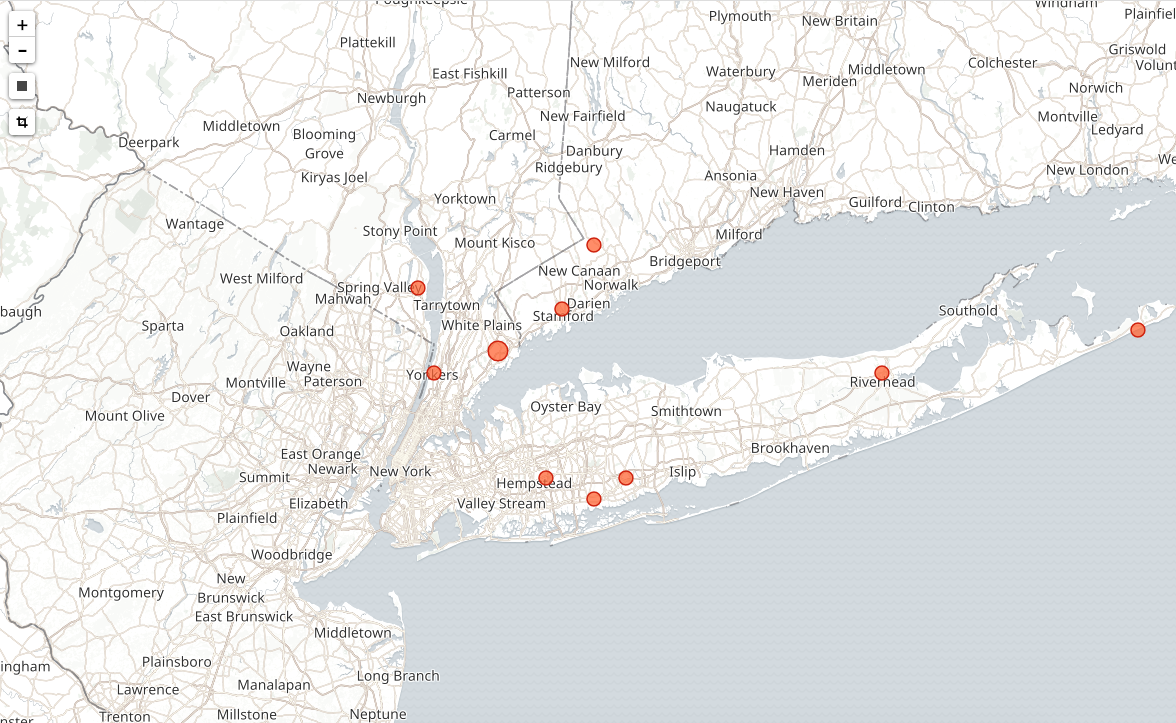 Poughkeepsie
Windham
Plainfiel
Plymouth
New Britain
Plattekill
Griswold
New Milford
Volunt
East Fishkill
Waterbury
Meriden
Middletown
Colchester
Patterson
Norwich
Newburgh
Naugatuck
New Fairfield
Montville
Ledyard
Middletown
Blooming
Grove
Carmel
Deerpark
Danbury
Hamden
Ridgebury
New London
We
Kiryas Joel
Ansonia
New Haven
Yorktown
Guilford
Clinton
Wantage
Stony Point
Mount Kisco
Milford
Bridgeport
New Canaan
West Milford
Norwalk
Spring Valley
Mahwah
Tarrytown
Darien
Stamford
baugh
Southold
Sparta
Oakland
White Plains
Wayne
Paterson
Yonkers
Riverhead
Montville
Dover
Mount Olive
Oyster Bay
Smithtown
Brookhaven
East Orange
Newark
New York
Islip
Summit
Hempstead
Elizabeth
Valley Stream
Plainfield
Woodbridge
New
Brunswick
Montgomery
East Brunswick
Middletown
ingham
Plainsboro
Long Branch
Lawrence
Manalapan
Trenton
Millstone
Neptune
nster
+
−